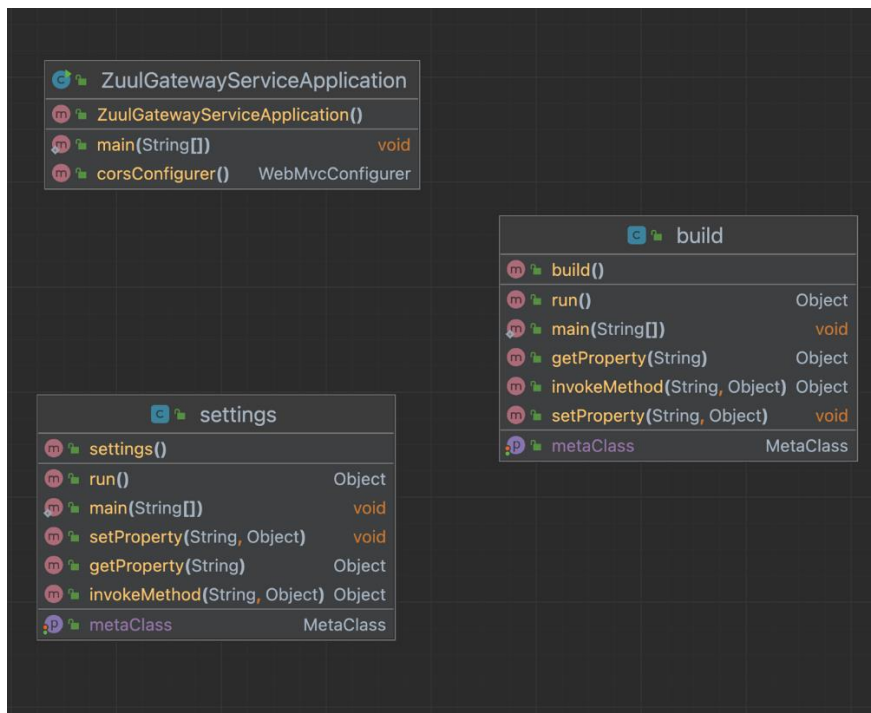 ZuulGatewayServiceApplication
ZuulGatewayServiceApplication()
main(String[]) void
corsConfigurer() WebMvcConfigurer
build
build()
run() Object
main(String[]) void
getProperty(String) Object
invokeMethod(String, Object) Object
setProperty(String, Object) void
metaClass MetaClass
settings
settings()
run() Object
main(String[]) void
setProperty(String, Object) void
getProperty(String) Object
invokeMethod(String, Object) Object
metaClass MetaClass